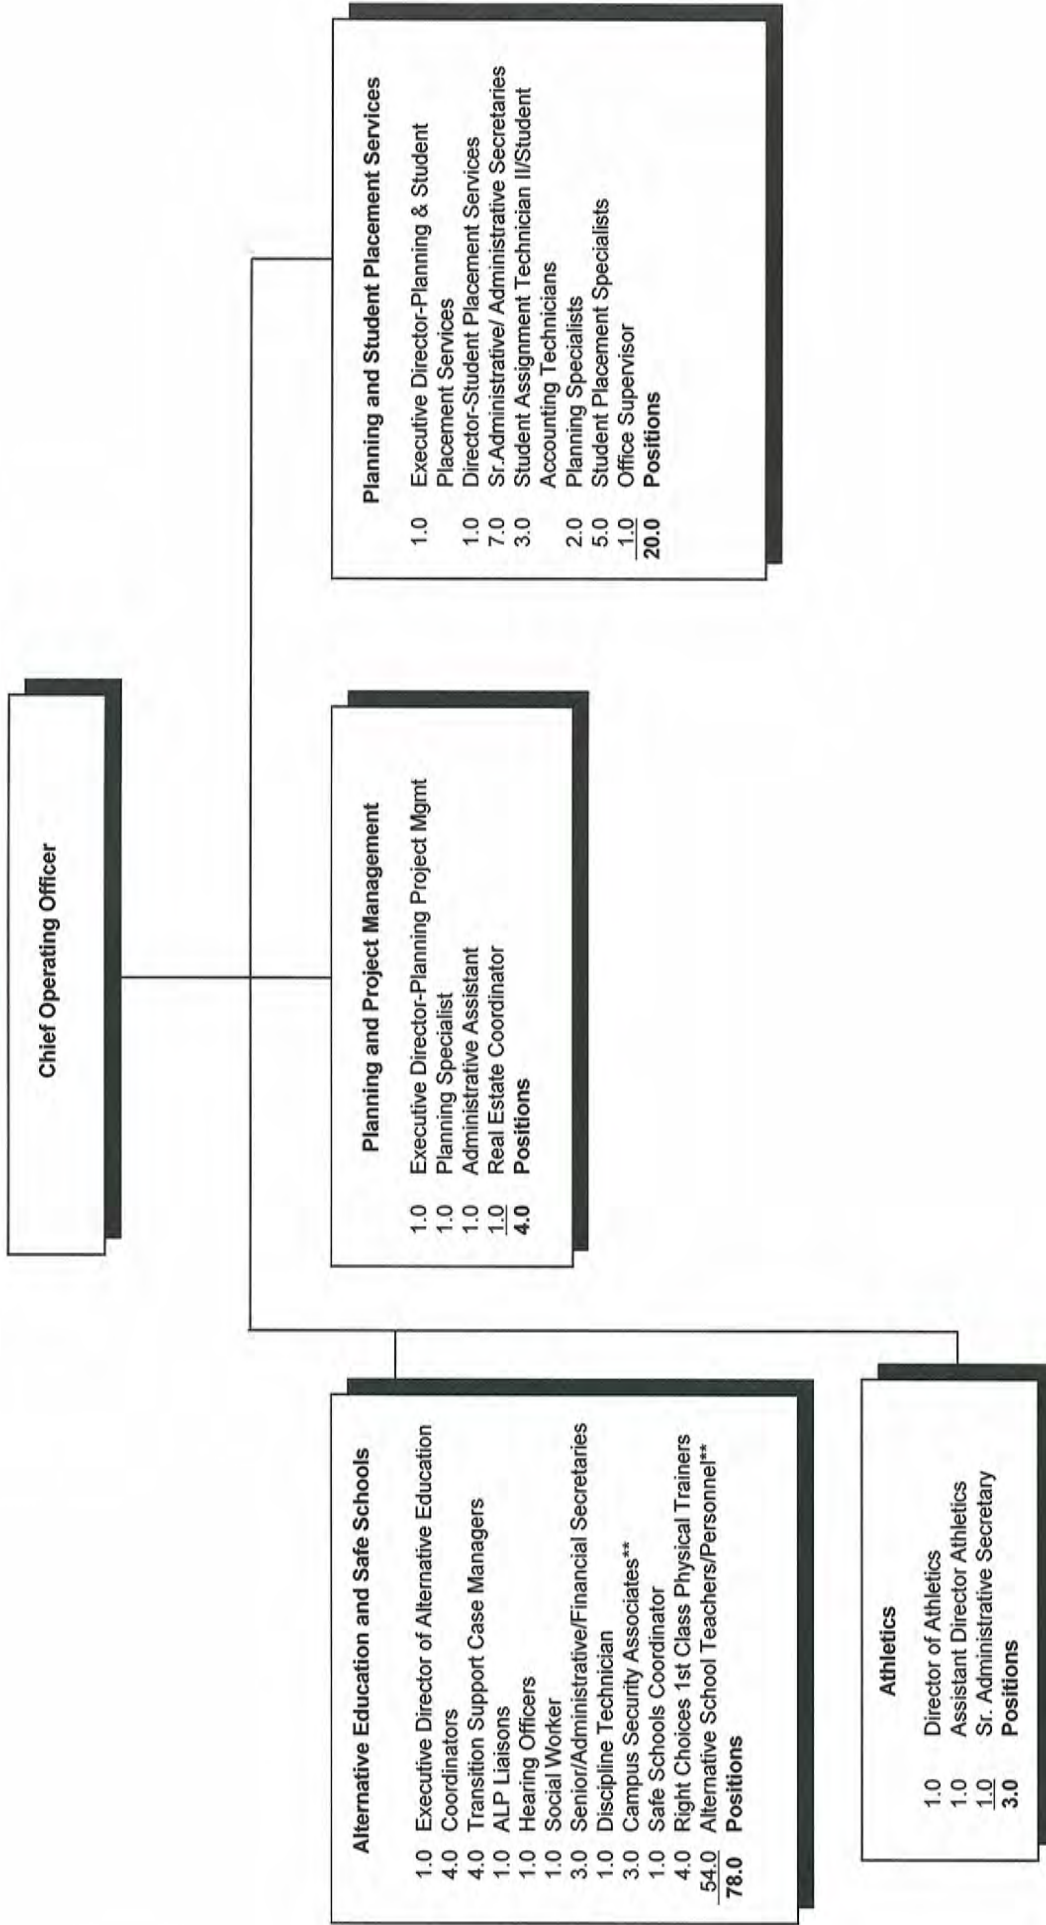 Chief Operating Officer
Alternative Education and Safe Schools
1.0 Executive Director of Alternative Education
4.0 Coordinators
4.0 Transition Support Case Managers
1.0 ALP Liaisons
1.0 Hearing Officers
1.0 Social Worker
3.0 Senior/Administrative/Financial Secretaries
1.0 Discipline Technician
3.0 Campus Security Associates**
1.0 Safe Schools Coordinator
4.0 Right Choices 1st Class Physical Trainers
54.0 Alternative School Teachers/Personnel**
78.0 Positions
Athletics
1.0 Director of Athletics
1.0 Assistant Director Athletics
1.0 Sr. Administrative Secretary
3.0 Positions
Planning and Project Management
1.0 Executive Director-Planning Project Mgmt
1.0 Planning Specialist
1.0 Administrative Assistant
1.0 Real Estate Coordinator
4.0 Positions
Planning and Student Placement Services
1.0 Executive Director-Planning & Student
Placement Services
1.0 Director-Student Placement Services
7.0 Sr.Administrative/ Administrative Secretaries
3.0 Student Assignment Technician II/Student
Accounting Technicians
2.0 Planning Specialists
5.0 Student Placement Specialists
1.0 Office Supervisor
20.0 Positions